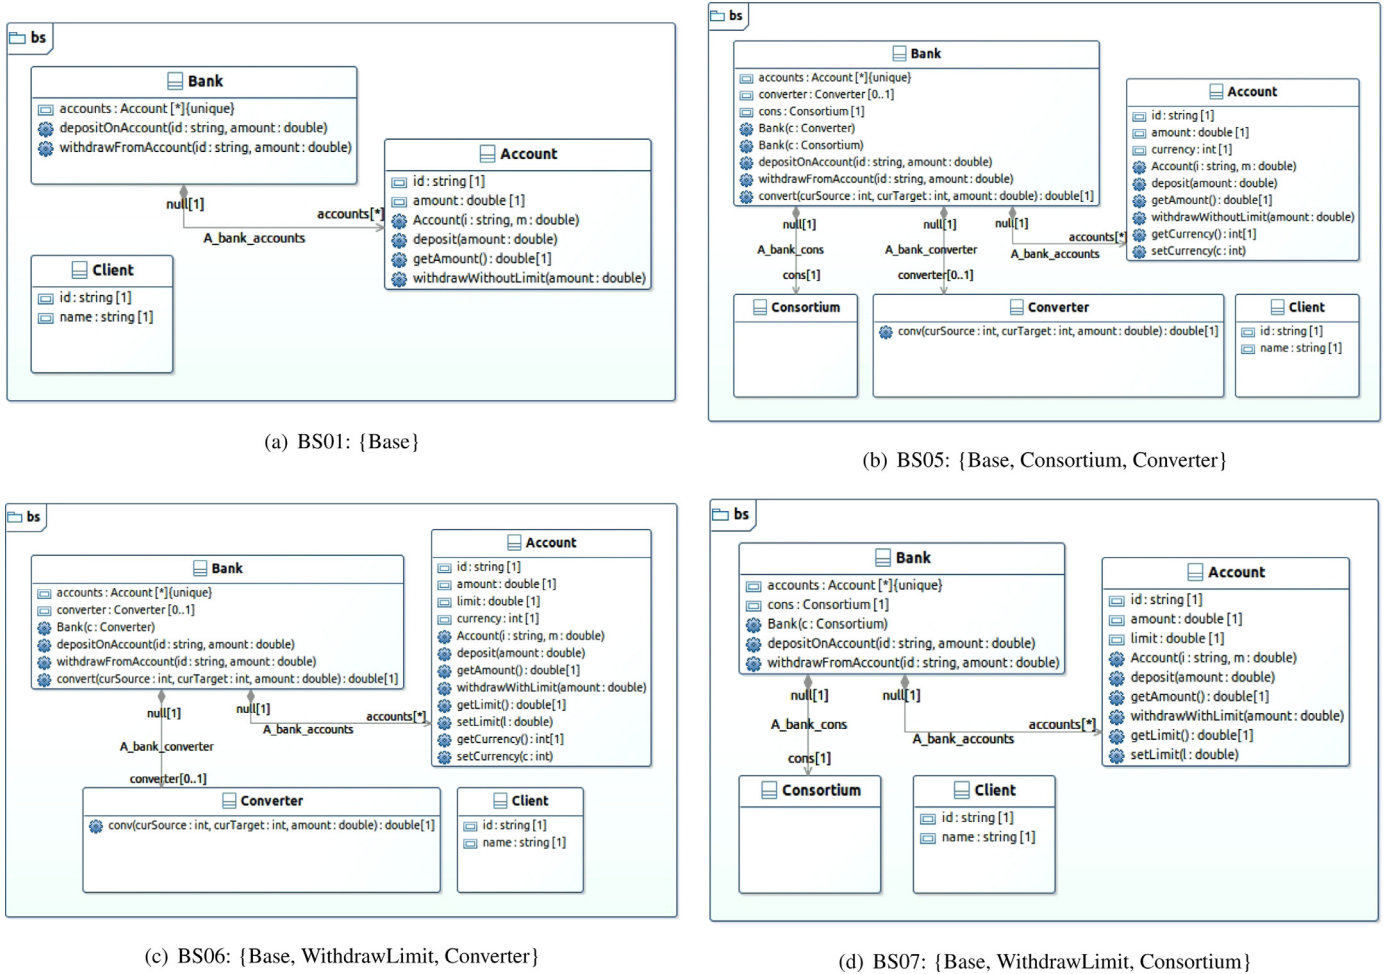 bs
Bank
accounts : Account [*]{unique}
depositOnAccount(id : string, amount : double)
withdrawFromAccount(id : string, amount : double)
null[1]
accounts[*]
A_bank_accounts
Account
id : string [1]
amount : double [1]
Account(i : string, m : double)
deposit(amount : double)
getAmount() : double[1]
withdrawWithoutLimit(amount : double)
Client
id : string [1]
name : string [1]
(a) BS01: {Base}
bs
Bank
accounts : Account [*]{unique}
converter : Converter [0..1]
cons : Consortium [1]
Bank(c : Converter)
Bank(c : Consortium)
depositOnAccount(id : string, amount : double)
withdrawFromAccount(id : string, amount : double)
convert(curSource : int, curTarget : int, amount : double) : double[1]
Account
id : string [1]
amount : double [1]
currency : int [1]
Account(i : string, m : double)
deposit(amount : double)
getAmount() : double[1]
withdrawWithoutLimit(amount : double)
getCurrency() : int[1]
setCurrency(c : int)
null[1]
null[1]
null[1]
accounts[*]
A_bank_cons
A_bank_converter
A_bank_accounts
cons[1]
converter[0..1]
Consortium
Converter
conv(curSource : int, curTarget : int, amount : double) : double[1]
Client
id : string [1]
name : string [1]
(b) BS05: {Base, Consortium, Converter}
bs
Bank
accounts : Account [*]{unique}
converter : Converter [0..1]
Bank(c : Converter)
depositOnAccount(id : string, amount : double)
withdrawFromAccount(id : string, amount : double)
convert(curSource : int, curTarget : int, amount : double) : double[1]
Account
id : string [1]
amount : double [1]
limit : double [1]
currency : int [1]
Account(i : string, m : double)
deposit(amount : double)
getAmount() : double[1]
withdrawWithLimit(amount : double)
getLimit() : double[1]
setLimit(l : double)
getCurrency() : int[1]
setCurrency(c : int)
null[1]
null[1]
accounts[*]
A_bank_accounts
A_bank_converter
converter[0..1]
Converter
conv(curSource : int, curTarget : int, amount : double) : double[1]
Client
id : string [1]
name : string [1]
(c) BS06: {Base, WithdrawLimit, Converter}
bs
Bank
accounts : Account [*]{unique}
cons : Consortium [1]
Bank(c : Consortium)
depositOnAccount(id : string, amount : double)
withdrawFromAccount(id : string, amount : double)
Account
id : string [1]
amount : double [1]
limit : double [1]
Account(i : string, m : double)
deposit(amount : double)
getAmount() : double[1]
withdrawWithLimit(amount : double)
getLimit() : double[1]
setLimit(l : double)
null[1]
null[1]
A_bank_cons
accounts[*]
A_bank_accounts
cons[1]
Consortium
Client
id : string [1]
name : string [1]
(d) BS07: {Base, WithdrawLimit, Consortium}